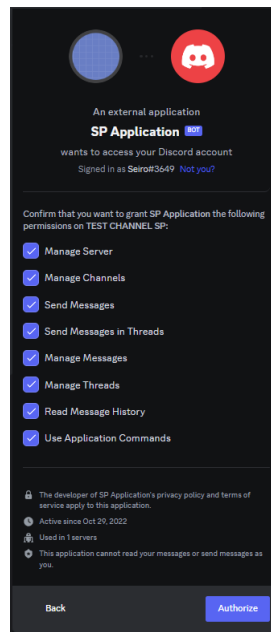 An external application
SP Application BOT
wants to access your Discord account
Signed in as Seiro#3649 Not you?
Confirm that you want to grant SP Application the following
permissions on TEST CHANNEL SP:
Manage Server
Manage Channels
Send Messages
Send Messages in Threads
Manage Messages
Manage Threads
Read Message History
Use Application Commands
The developer of SP Application's privacy policy and terms of
service apply to this application.
Active since Oct 29, 2022
Used in 1 servers
This application cannot read your messages or send messages as
you.
Back
Authorize